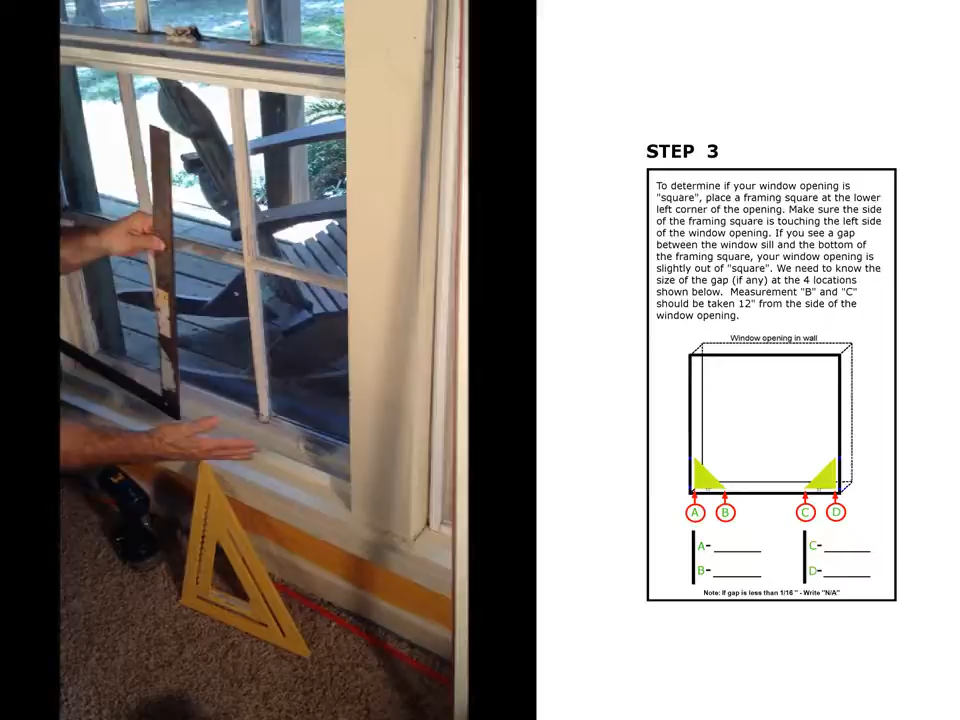 STEP 3
To determine if your window opening is
"square", place a framing square at the lower
left corner of the opening. Make sure the side
of the framing square is touching the left side
of the window opening. If you see a gap
between the window sill and the bottom of
the framing square, your window opening is
slightly out of "square". We need to know the
size of the gap (if any) at the 4 locations
shown below. Measurement "B" and "C"
should be taken 12" from the side of the
window opening.
Window opening in wall
A B C D
A- ______ C- ______
B- ______ D- ______
Note: If gap is less than 1/16 " - Write "N/A"